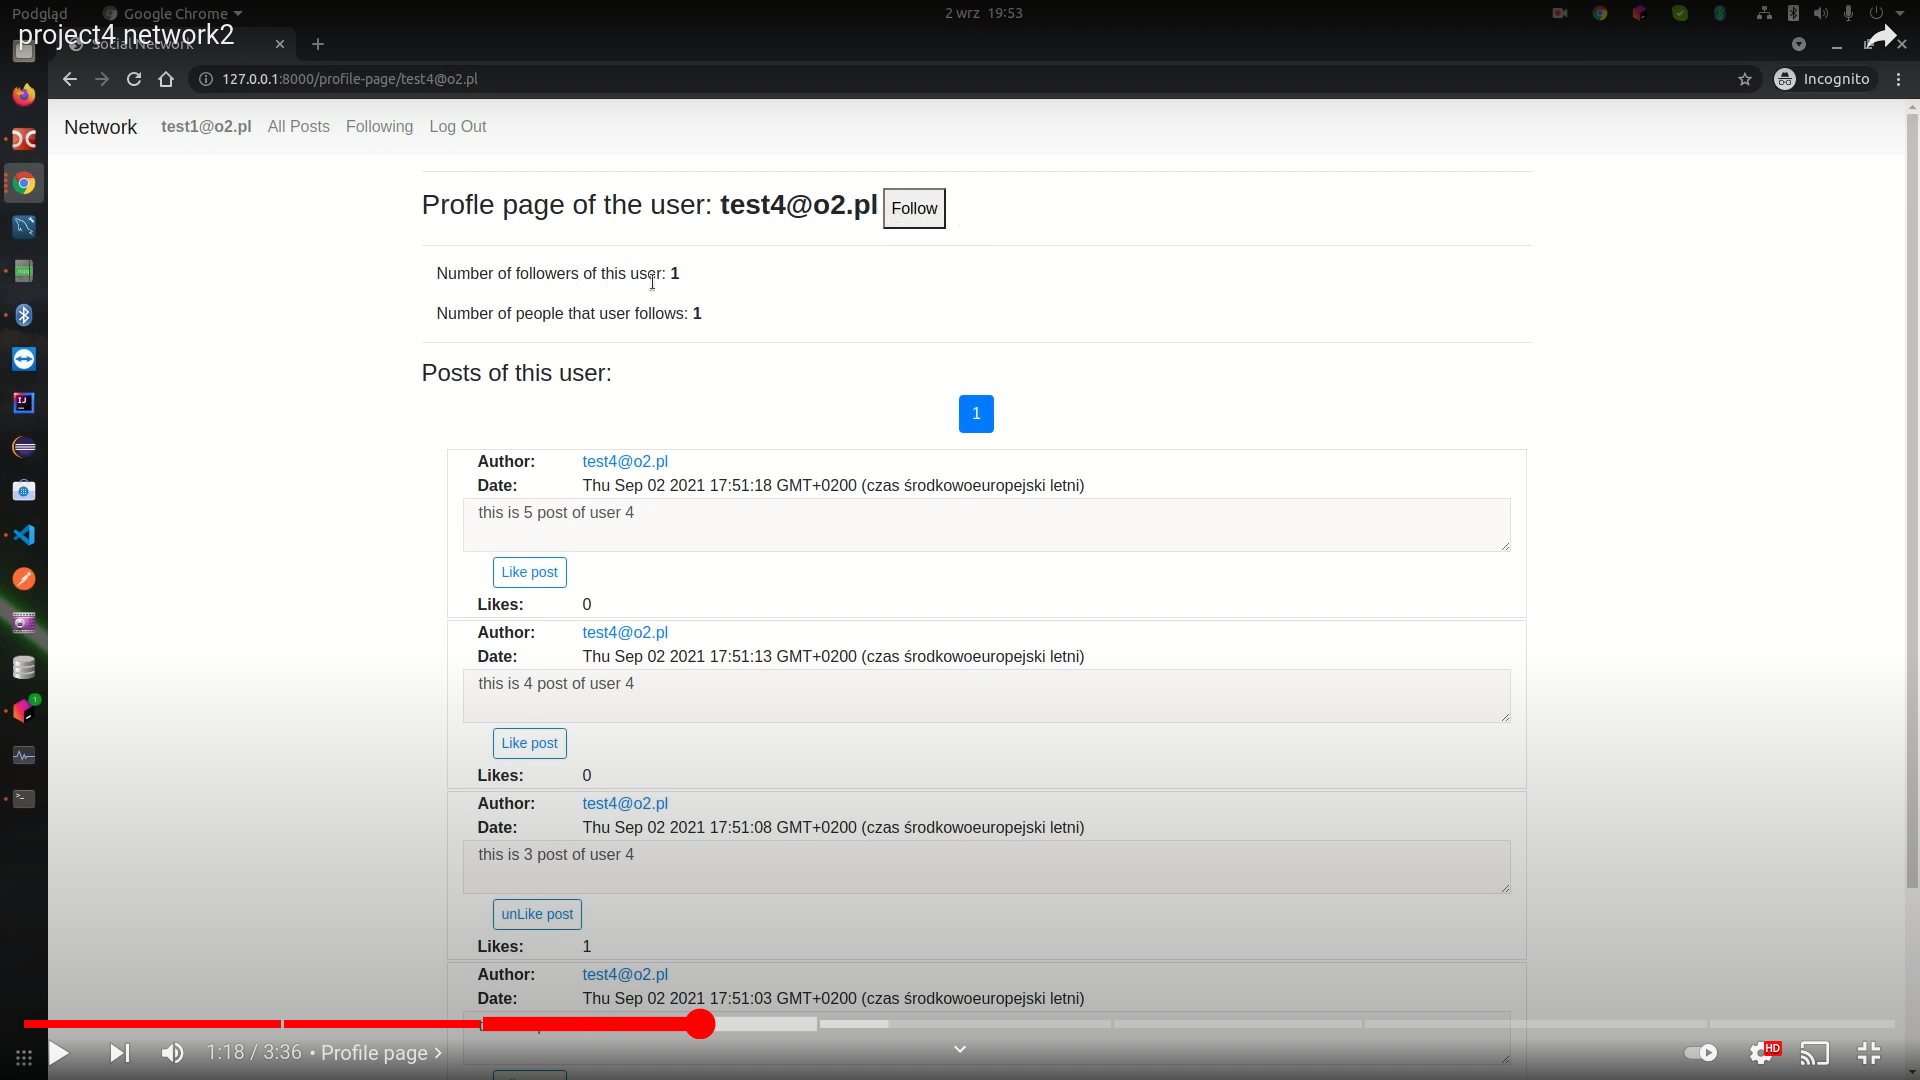 Podgląd Google Chrome 2 wrz 19:53
project4 network2
Social Network
127.0.0.1:8000/profile-page/test4@o2.pl Incognito
Network test1@o2.pl All Posts Following Log Out
Profle page of the user: test4@o2.pl Follow
Number of followers of this user: 1
Number of people that user follows: 1
Posts of this user:
1
Author: test4@o2.pl
Date: Thu Sep 02 2021 17:51:18 GMT+0200 (czas środkowoeuropejski letni)
this is 5 post of user 4
Like post
Likes: 0
Author: test4@o2.pl
Date: Thu Sep 02 2021 17:51:13 GMT+0200 (czas środkowoeuropejski letni)
this is 4 post of user 4
Like post
Likes: 0
Author: test4@o2.pl
Date: Thu Sep 02 2021 17:51:08 GMT+0200 (czas środkowoeuropejski letni)
this is 3 post of user 4
unLike post
Likes: 1
Author: test4@o2.pl
Date: Thu Sep 02 2021 17:51:03 GMT+0200 (czas środkowoeuropejski letni)
1:18 / 3:36 • Profile page HD